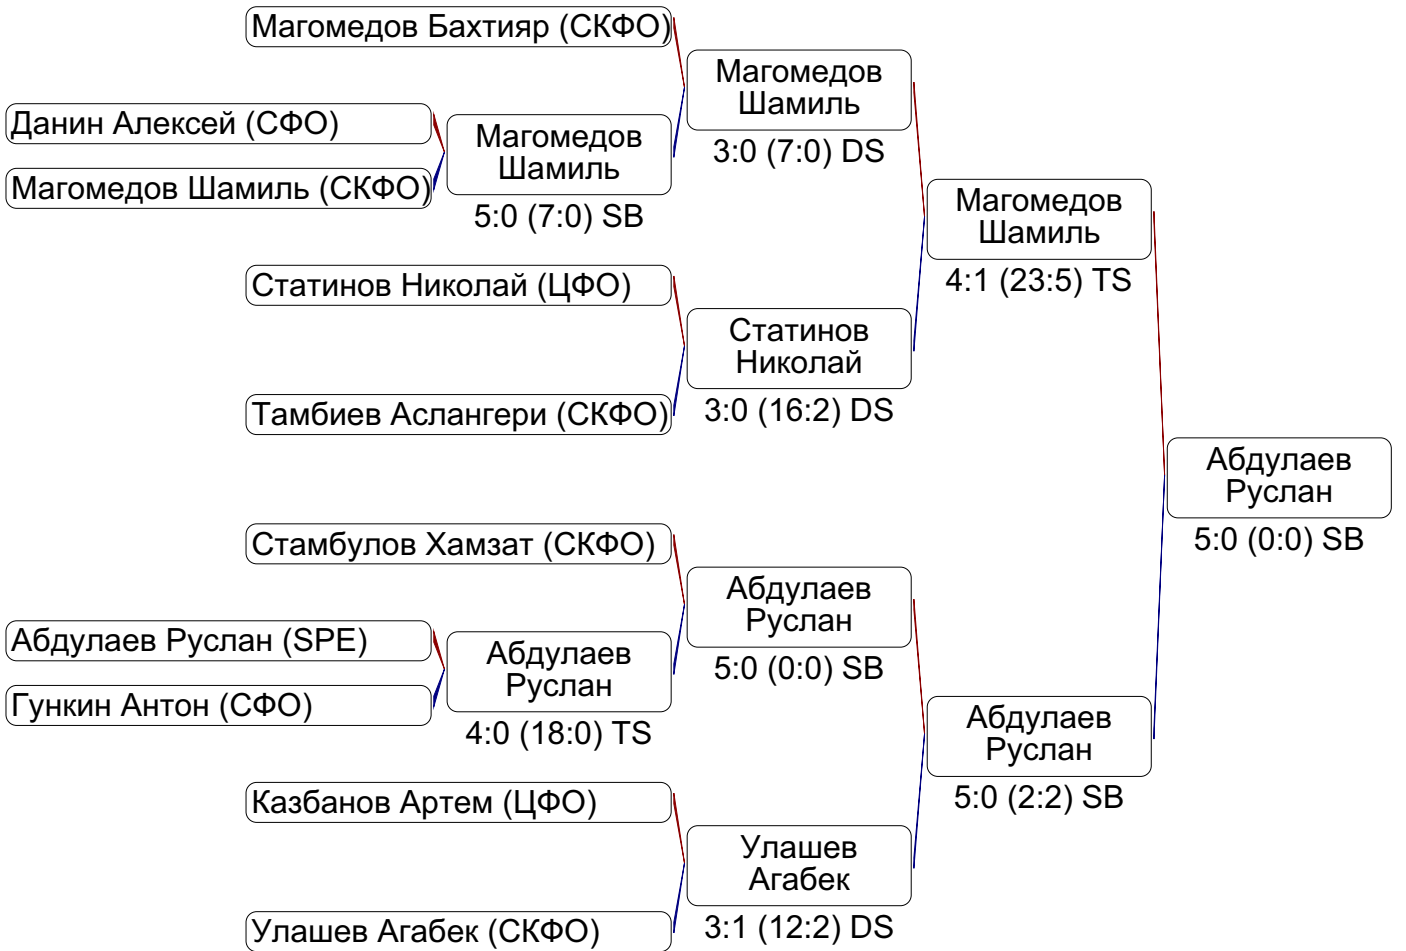 Магомедов Бахтияр (СКФО)
Магомедов
Шамиль
3:0 (7:0) DS
Данин Алексей (СФО)
Магомедов Шамиль (СКФО)
Магомедов
Шамиль
5:0 (7:0) SB
Магомедов
Шамиль
4:1 (23:5) TS
Статинов Николай (ЦФО)
Статинов
Николай
3:0 (16:2) DS
Тамбиев Аслангери (СКФО)
Абдулаев
Руслан
5:0 (0:0) SB
Стамбулов Хамзат (СКФО)
Абдулаев
Руслан
5:0 (0:0) SB
Абдулаев Руслан (SPE)
Гункин Антон (СФО)
Абдулаев
Руслан
4:0 (18:0) TS
Абдулаев
Руслан
5:0 (2:2) SB
Казбанов Артем (ЦФО)
Улашев
Агабек
3:1 (12:2) DS
Улашев Агабек (СКФО)